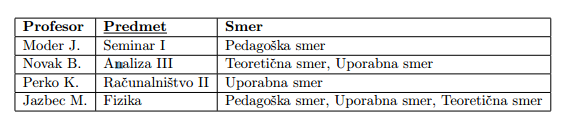 Profesor Predmet Smer
Moder J. Seminar I Pedagoška smer
Novak B. Analiza III Teoretična smer, Uporabna smer
Perko K. Računalništvo II Uporabna smer
Jazbec M. Fizika Pedagoška smer, Uporabna smer, Teoretična smer